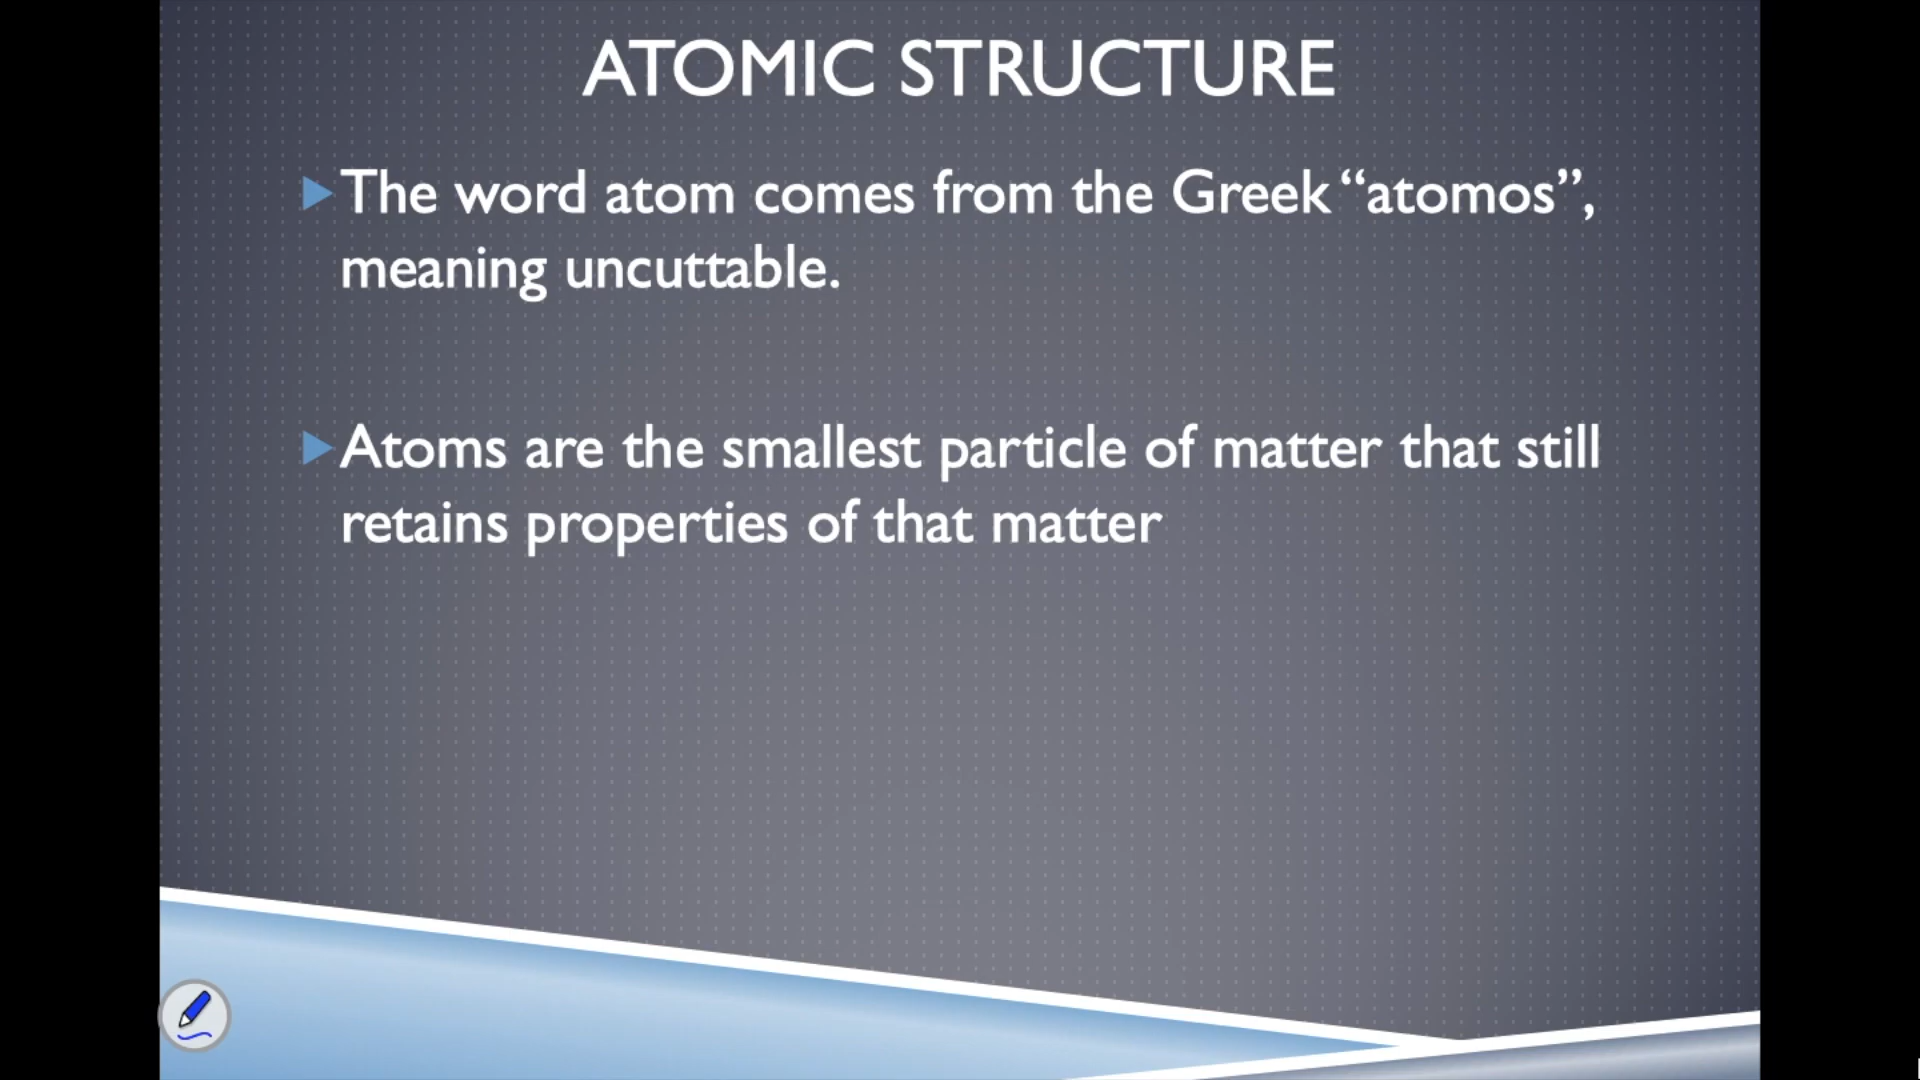 ATOMIC STRUCTURE
The word atom comes from the Greek “atomos”,
meaning uncuttable.
Atoms are the smallest particle of matter that still
retains properties of that matter